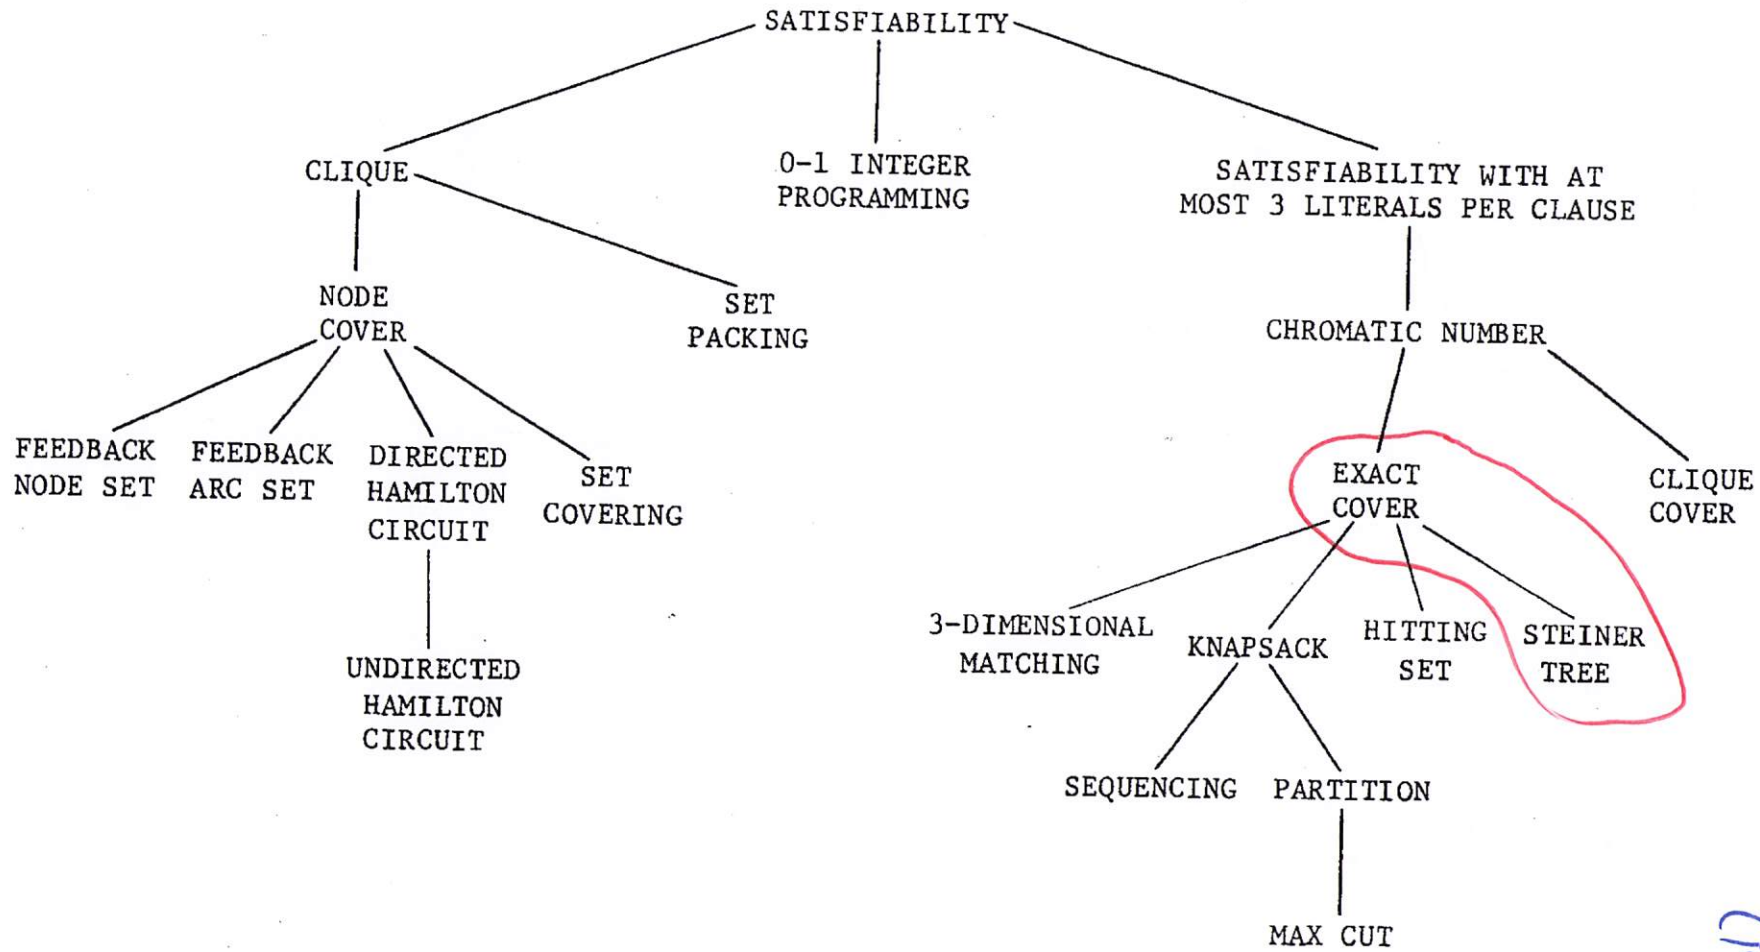 SATISFIABILITY
CLIQUE
0-1 INTEGER
PROGRAMMING
SATISFIABILITY WITH AT
MOST 3 LITERALS PER CLAUSE
NODE
COVER
SET
PACKING
CHROMATIC NUMBER
FEEDBACK
NODE SET
FEEDBACK
ARC SET
DIRECTED
HAMILTON
CIRCUIT
SET
COVERING
EXACT
COVER
CLIQUE
COVER
3-DIMENSIONAL
MATCHING
KNAPSACK
HITTING
SET
STEINER
TREE
UNDIRECTED
HAMILTON
CIRCUIT
SEQUENCING
PARTITION
MAX CUT